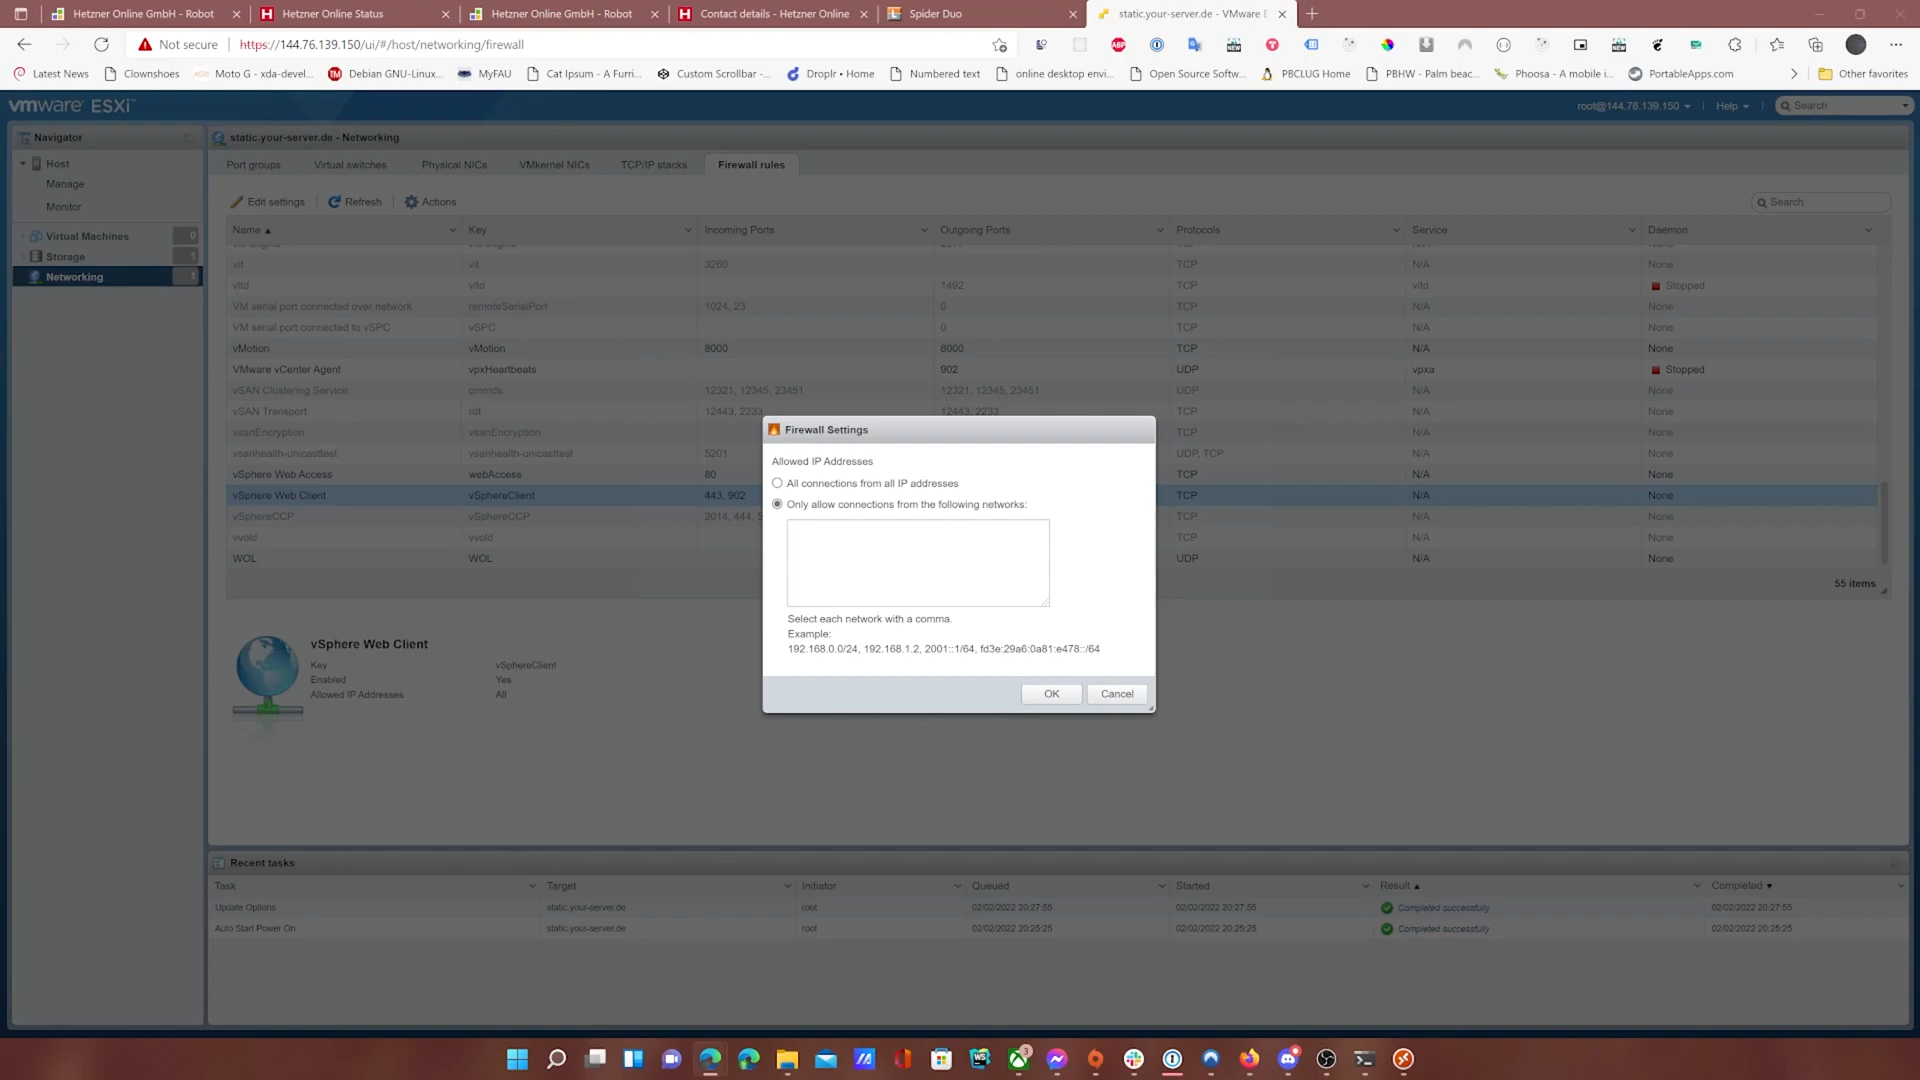 Hetzner Online GmbH - Robot
Hetzner Online Status
Hetzner Online GmbH - Robot
Contact details - Hetzner Online
Spider Duo
static.your-server.de - VMware E
Not secure
https://144.76.139.150/ui/#/host/networking/firewall
Latest News
Clownshoes
Moto G - xda-devel...
Debian GNU-Linux...
MyFAU
Cat Ipsum - A Furri...
Custom Scrollbar -...
Droplr • Home
Numbered text
online desktop envi...
Open Source Softw...
PBCLUG Home
PBHW - Palm beac...
Phoosa - A mobile i...
PortableApps.com
Other favorites
vmware ESXi
root@144.76.139.150
Help
Search
Navigator
static.your-server.de - Networking
Host
Manage
Monitor
Virtual Machines 0
Storage 1
Networking 1
Port groups
Virtual switches
Physical NICs
VMkernel NICs
TCP/IP stacks
Firewall rules
Edit settings
Refresh
Actions
Search
Name Key Incoming Ports Outgoing Ports Protocols Service Daemon
vit vit 3260 TCP N/A None
vltd vltd 1492 TCP vltd Stopped
VM serial port connected over network remoteSerialPort 1024, 23 0 TCP N/A None
VM serial port connected to vSPC vSPC 0 TCP N/A None
vMotion vMotion 8000 8000 TCP N/A None
VMware vCenter Agent vpxHeartbeats 902 UDP vpxa Stopped
vSAN Clustering Service cmmds 12321, 12345, 23451 12321, 12345, 23451 UDP N/A None
vSAN Transport rdt 12443, 2233 12443, 2233 TCP N/A None
vsanEncryption vsanEncryption TCP N/A None
vsanhealth-unicasttest vsanhealth-unicasttest 5201 UDP, TCP N/A None
vSphere Web Access webAccess 80 TCP N/A None
vSphere Web Client vSphereClient 443, 902 TCP N/A None
vSphereCCP vSphereCCP 2014, 444, 5 TCP N/A None
vvold vvold TCP N/A None
WOL WOL UDP N/A None
55 items
Firewall Settings
Allowed IP Addresses
All connections from all IP addresses
Only allow connections from the following networks:
Select each network with a comma.
Example:
192.168.0.0/24, 192.168.1.2, 2001::1/64, fd3e:29a6:0a81:e478::/64
OK
Cancel
vSphere Web Client
Key vSphereClient
Enabled Yes
Allowed IP Addresses All
Recent tasks
Task Target Initiator Queued Started Result Completed
Update Options static.your-server.de root 02/02/2022 20:27:55 02/02/2022 20:27:55 Completed successfully 02/02/2022 20:27:55
Auto Start Power On static.your-server.de root 02/02/2022 20:25:25 02/02/2022 20:25:25 Completed successfully 02/02/2022 20:25:25